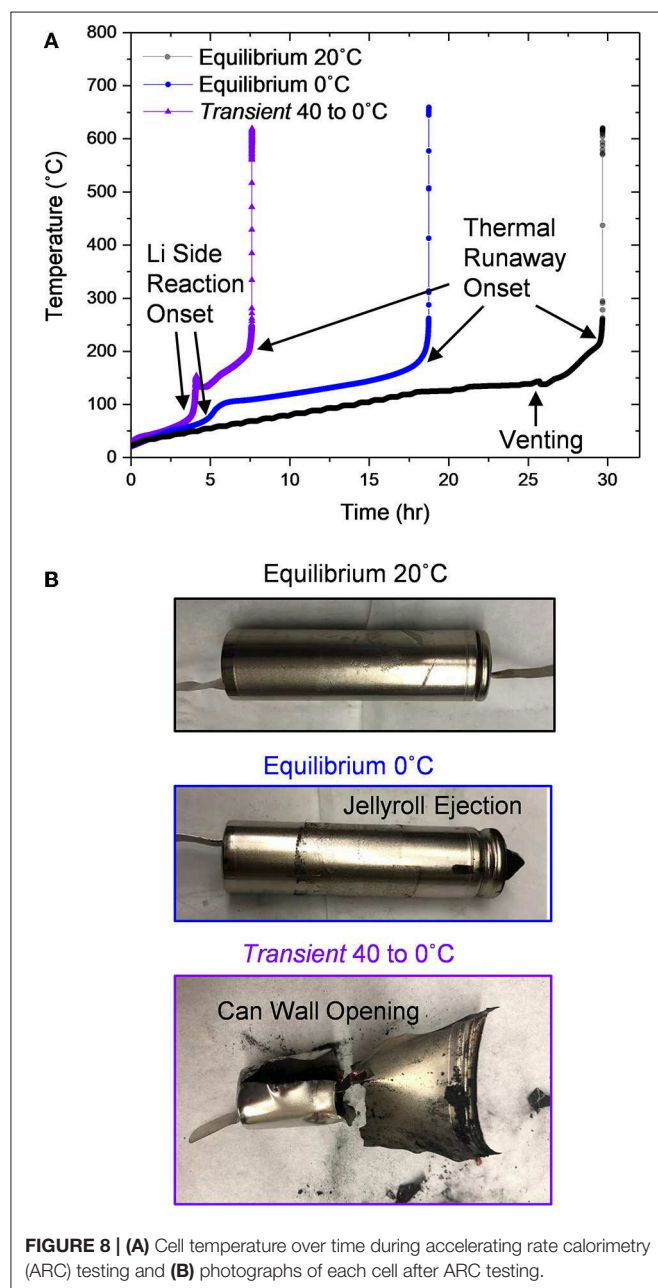 A
800
700
600
500
400
300
200
100
0
Temperature (°C)
Equilibrium 20°C
Equilibrium 0°C
Transient 40 to 0°C
Li Side
Reaction
Onset
Thermal
Runaway
Onset
Venting
0 5 10 15 20 25 30
Time (hr)
B
Equilibrium 20°C
Equilibrium 0°C
Jellyroll Ejection
Transient 40 to 0°C
Can Wall Opening
FIGURE 8 | (A) Cell temperature over time during accelerating rate calorimetry
(ARC) testing and (B) photographs of each cell after ARC testing.